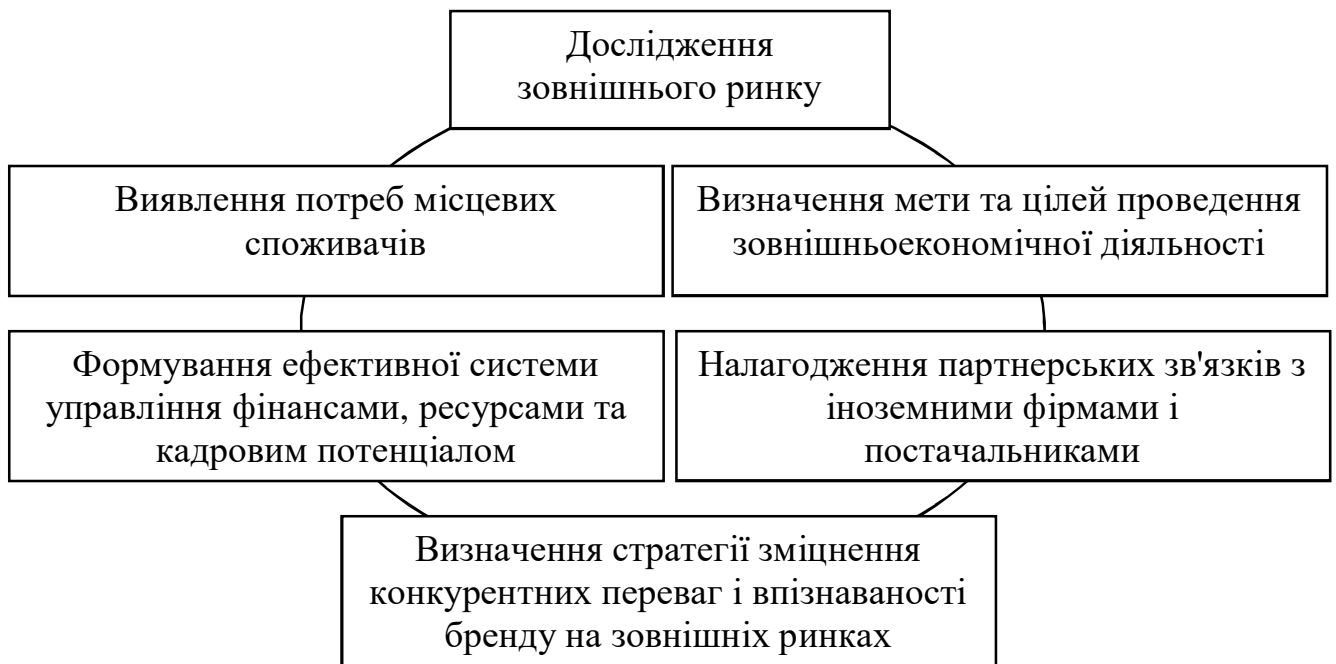 Дослідження
зовнішнього ринку
Виявлення потреб місцевих
споживачів
Визначення мети та цілей проведення
зовнішньоекономічної діяльності
Формування ефективної системи
управління фінансами, ресурсами та
кадровим потенціалом
Налагодження партнерських зв'язків з
іноземними фірмами і
постачальниками
Визначення стратегії зміцнення
конкурентних переваг і впізнаваності
бренду на зовнішніх ринках